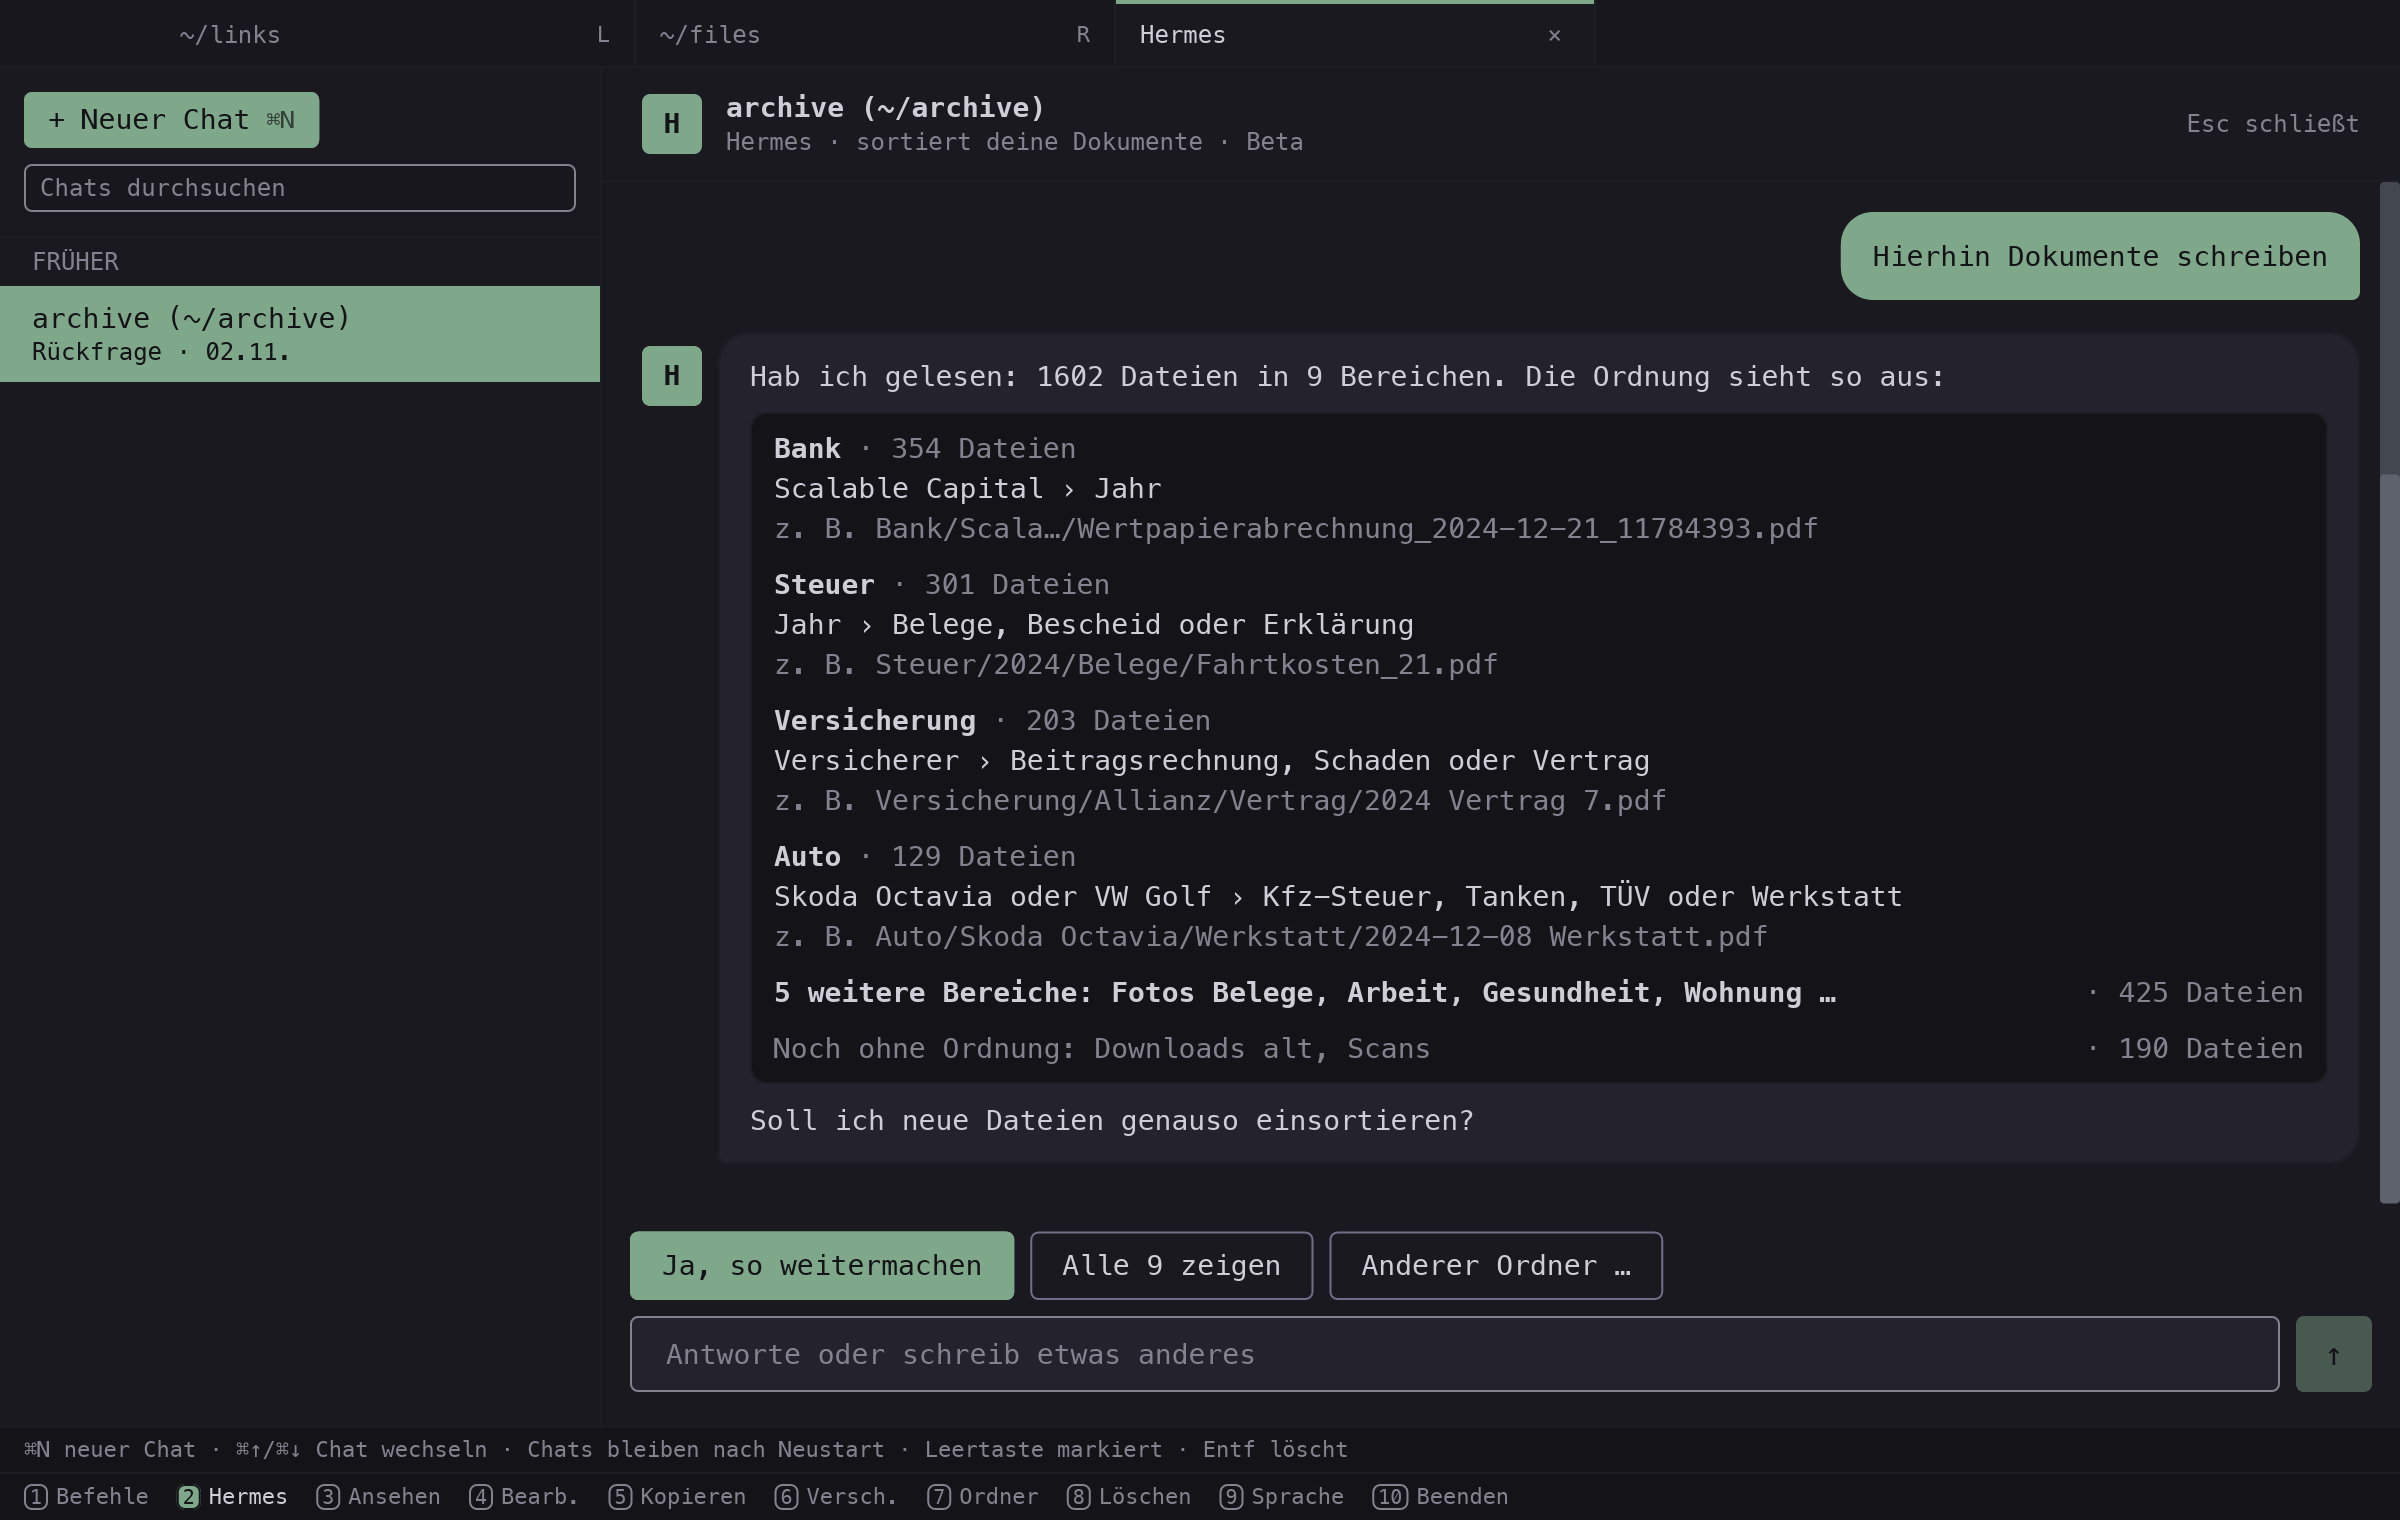 ~/links L ~/files R Hermes ×
+ Neuer Chat ⌘N
Chats durchsuchen
FRÜHER
archive (~/archive)
Rückfrage · 02.11.
H archive (~/archive)
Hermes · sortiert deine Dokumente · Beta
Esc schließt
Hierhin Dokumente schreiben
H
Hab ich gelesen: 1602 Dateien in 9 Bereichen. Die Ordnung sieht so aus:
Bank · 354 Dateien
Scalable Capital › Jahr
z. B. Bank/Scala…/Wertpapierabrechnung_2024-12-21_11784393.pdf
Steuer · 301 Dateien
Jahr › Belege, Bescheid oder Erklärung
z. B. Steuer/2024/Belege/Fahrtkosten_21.pdf
Versicherung · 203 Dateien
Versicherer › Beitragsrechnung, Schaden oder Vertrag
z. B. Versicherung/Allianz/Vertrag/2024 Vertrag 7.pdf
Auto · 129 Dateien
Skoda Octavia oder VW Golf › Kfz-Steuer, Tanken, TÜV oder Werkstatt
z. B. Auto/Skoda Octavia/Werkstatt/2024-12-08 Werkstatt.pdf
5 weitere Bereiche: Fotos Belege, Arbeit, Gesundheit, Wohnung … · 425 Dateien
Noch ohne Ordnung: Downloads alt, Scans · 190 Dateien
Soll ich neue Dateien genauso einsortieren?
Ja, so weitermachen Alle 9 zeigen Anderer Ordner …
Antworte oder schreib etwas anderes ↑
⌘N neuer Chat · ⌘↑/⌘↓ Chat wechseln · Chats bleiben nach Neustart · Leertaste markiert · Entf löscht
1 Befehle 2 Hermes 3 Ansehen 4 Bearb. 5 Kopieren 6 Versch. 7 Ordner 8 Löschen 9 Sprache 10 Beenden